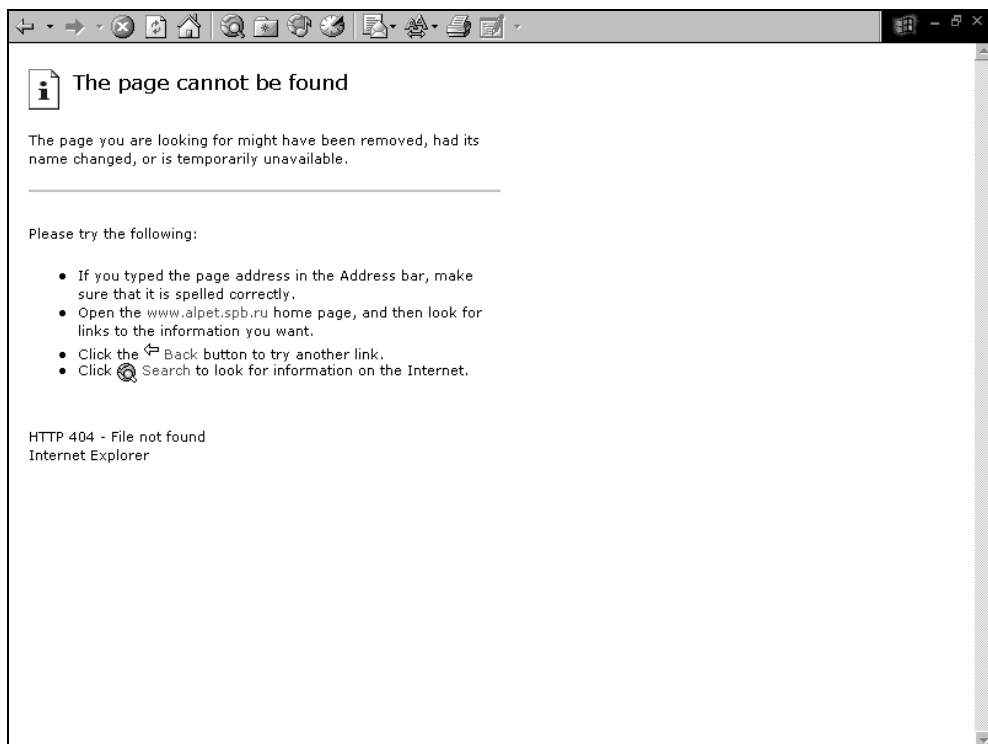 The page cannot be found
The page you are looking for might have been removed, had its
name changed, or is temporarily unavailable.
Please try the following:
If you typed the page address in the Address bar, make
sure that it is spelled correctly.
Open the www.alpet.spb.ru home page, and then look for
links to the information you want.
Click the Back button to try another link.
Click Search to look for information on the Internet.
HTTP 404 - File not found
Internet Explorer